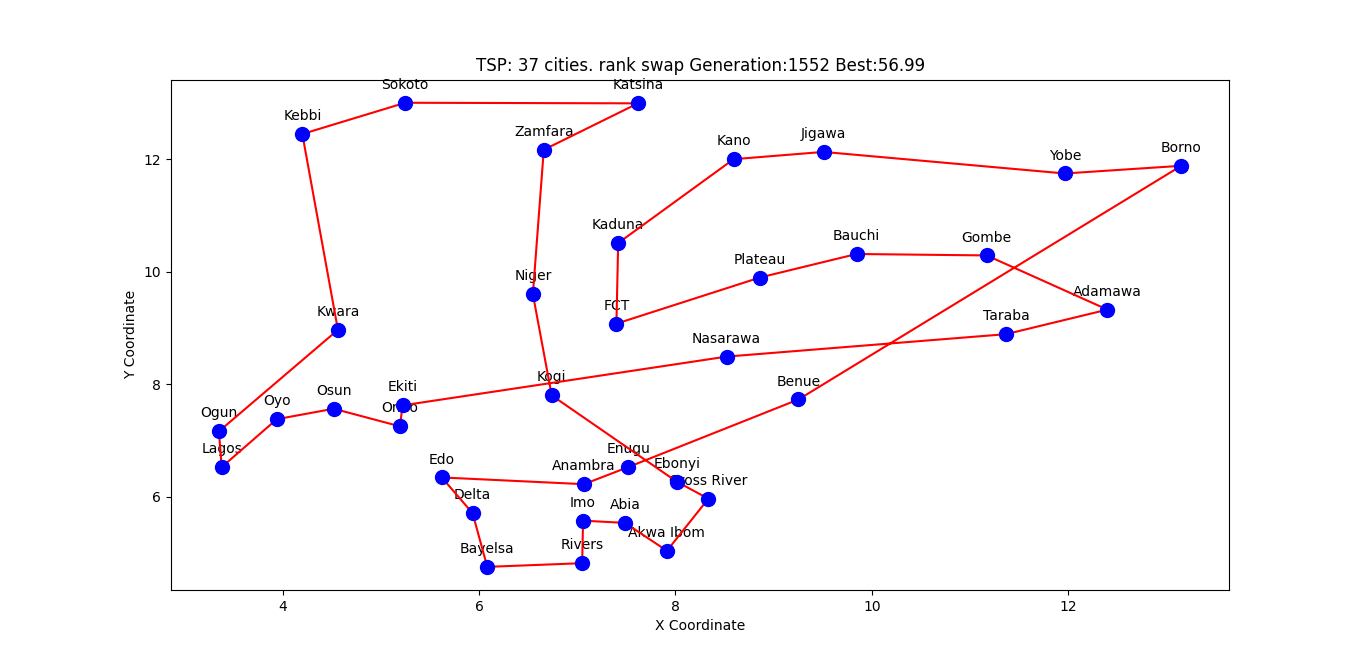 TSP: 37 cities. rank swap Generation:1552 Best:56.99
Sokoto
Katsina
Kebbi
Zamfara
Kano
Jigawa
Yobe
Borno
12
Kaduna
Bauchi
Gombe
Plateau
10
Niger
FCT
Adamawa
Kwara
Taraba
Nasarawa
Y Coordinate
8
Kogi
Benue
Ekiti
Osun
Oyo
Ogun
Lagos
Enugu
Edo
Anambra
Ebonyi
River
6
Delta
Imo
Abia
Akwa Ibom
Bayelsa
Rivers
4
6
8
10
12
X Coordinate